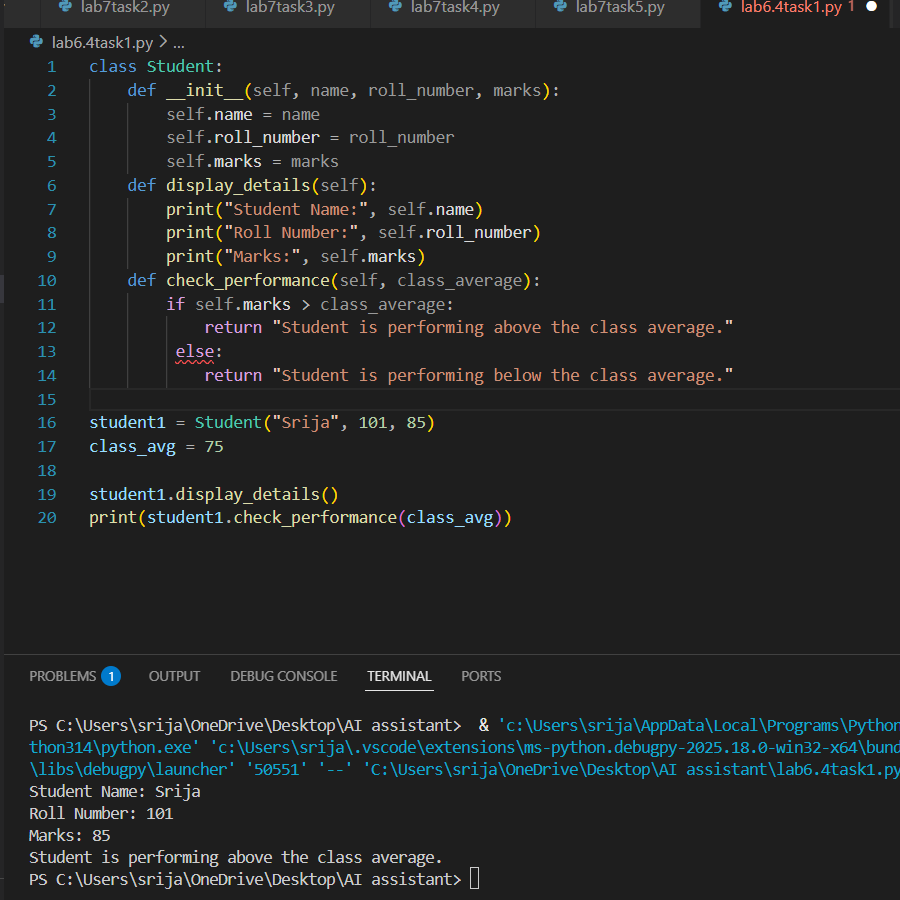 lab7task2.py lab7task3.py lab7task4.py lab7task5.py lab6.4task1.py 1
lab6.4task1.py > ...
1 class Student:
2     def __init__(self, name, roll_number, marks):
3         self.name = name
4         self.roll_number = roll_number
5         self.marks = marks
6     def display_details(self):
7         print("Student Name:", self.name)
8         print("Roll Number:", self.roll_number)
9         print("Marks:", self.marks)
10     def check_performance(self, class_average):
11         if self.marks > class_average:
12             return "Student is performing above the class average."
13          else:
14             return "Student is performing below the class average."
15
16 student1 = Student("Srija", 101, 85)
17 class_avg = 75
18
19 student1.display_details()
20 print(student1.check_performance(class_avg))
PROBLEMS 1 OUTPUT DEBUG CONSOLE TERMINAL PORTS
PS C:\Users\srija\OneDrive\Desktop\AI assistant>  & 'c:\Users\srija\AppData\Local\Programs\Python
thon314\python.exe' 'c:\Users\srija\.vscode\extensions\ms-python.debugpy-2025.18.0-win32-x64\bund
\libs\debugpy\launcher' '50551' '--' 'C:\Users\srija\OneDrive\Desktop\AI assistant\lab6.4task1.py
Student Name: Srija
Roll Number: 101
Marks: 85
Student is performing above the class average.
PS C:\Users\srija\OneDrive\Desktop\AI assistant>